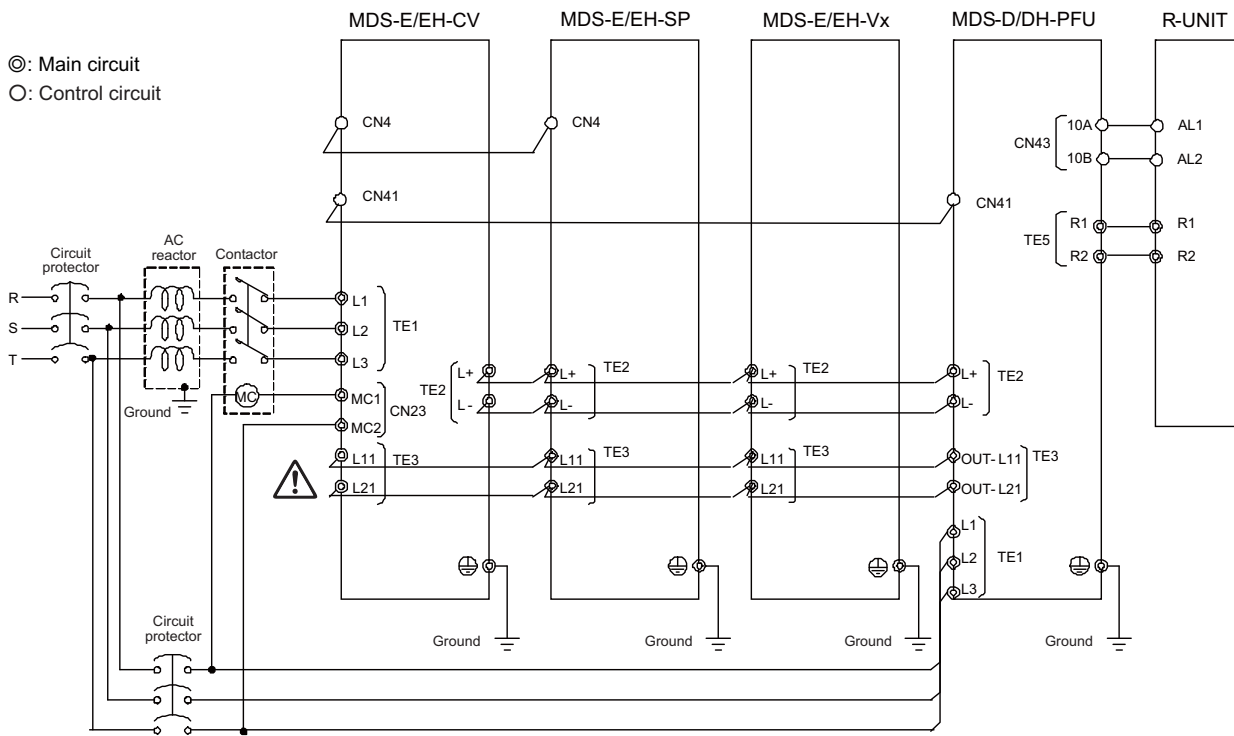 MDS-E/EH-CV
MDS-E/EH-SP
MDS-E/EH-Vx
MDS-D/DH-PFU
R-UNIT
◎: Main circuit
○: Control circuit
CN4
CN4
CN43
10A
10B
AL1
AL2
CN41
CN41
TE5
R1
R2
R1
R2
Circuit
protector
AC
reactor
Contactor
R
S
T
L1
L2
L3
TE1
Ground
MC
MC1
MC2
CN23
TE2
L+
L-
L+
L-
TE2
L+
L-
TE2
L+
L-
TE2
L11
L21
TE3
L11
L21
TE3
L11
L21
TE3
OUT-L11
OUT-L21
TE3
L1
L2
L3
TE1
Ground
Ground
Ground
Ground
Circuit
protector